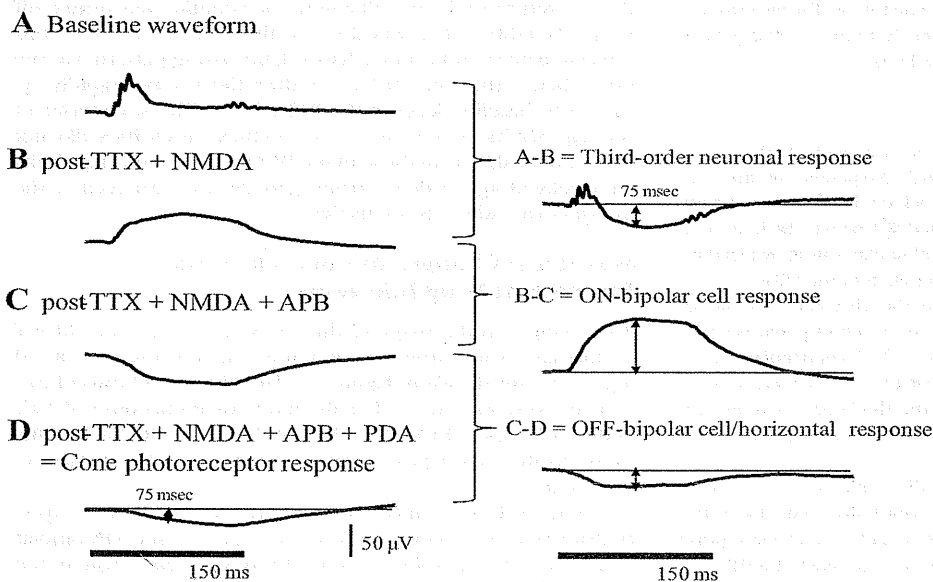 A Baseline waveform
B post-TTX + NMDA
A-B = Third-order neuronal response
75 msec
C post-TTX + NMDA + APB
B-C = ON-bipolar cell response
D post-TTX + NMDA + APB + PDA
= Cone photoreceptor response
C-D = OFF-bipolar cell/horizontal response
75 msec
50 μV
150 ms
150 ms